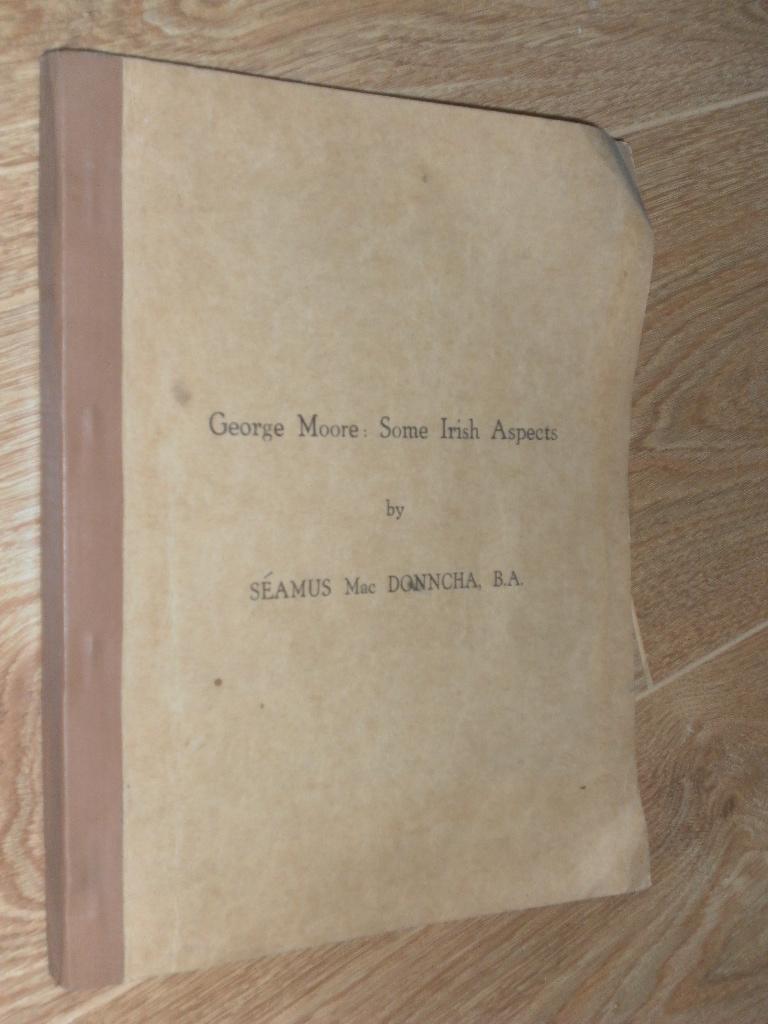 George Moore: Some Irish Aspects
by
SÉAMUS Mac DONNCHA, B.A.